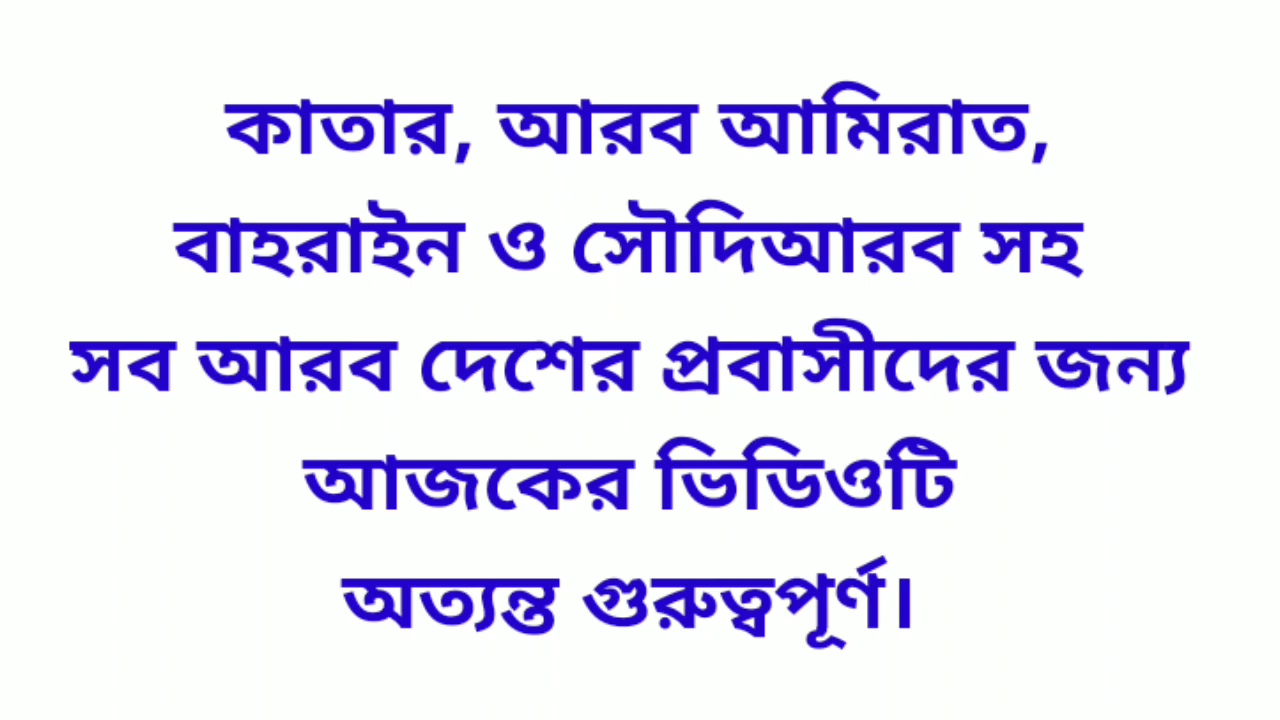 কাতার, আরব আমিরাত,
বাহরাইন ও সৌদিআরব সহ
সব আরব দেশের প্রবাসীদের জন্য
আজকের ভিডিওটি
অত্যন্ত গুরুত্বপূর্ণ।